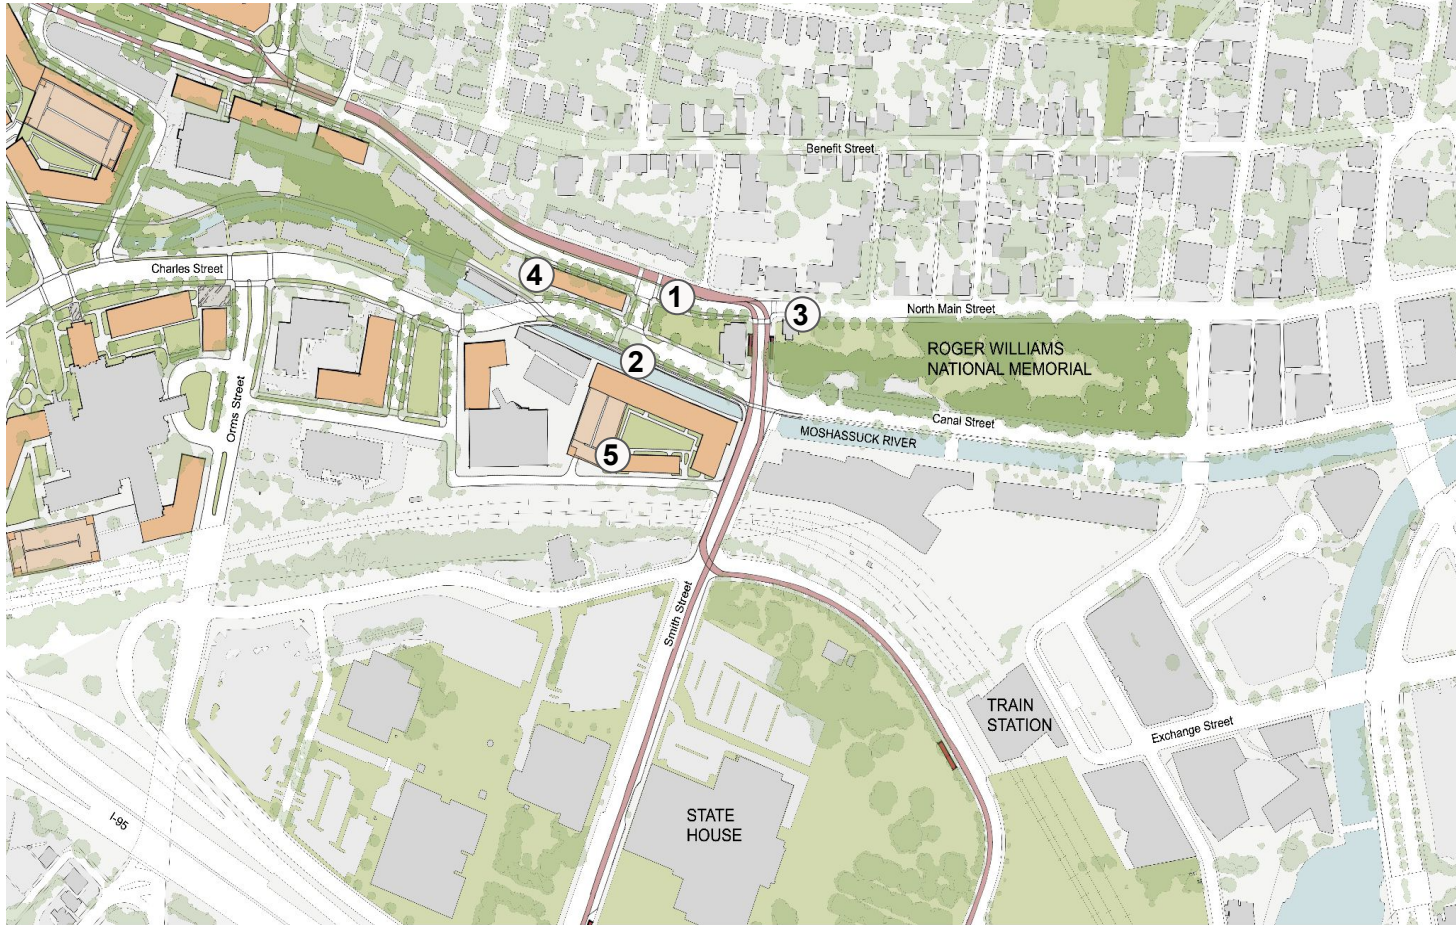 Benefit Street
Charles Street
4
1
3
North Main Street
ROGER WILLIAMS
NATIONAL MEMORIAL
2
Orms Street
Canal Street
MOSHASSUCK RIVER
5
Smith Street
TRAIN
STATION
Exchange Street
I-95
STATE
HOUSE